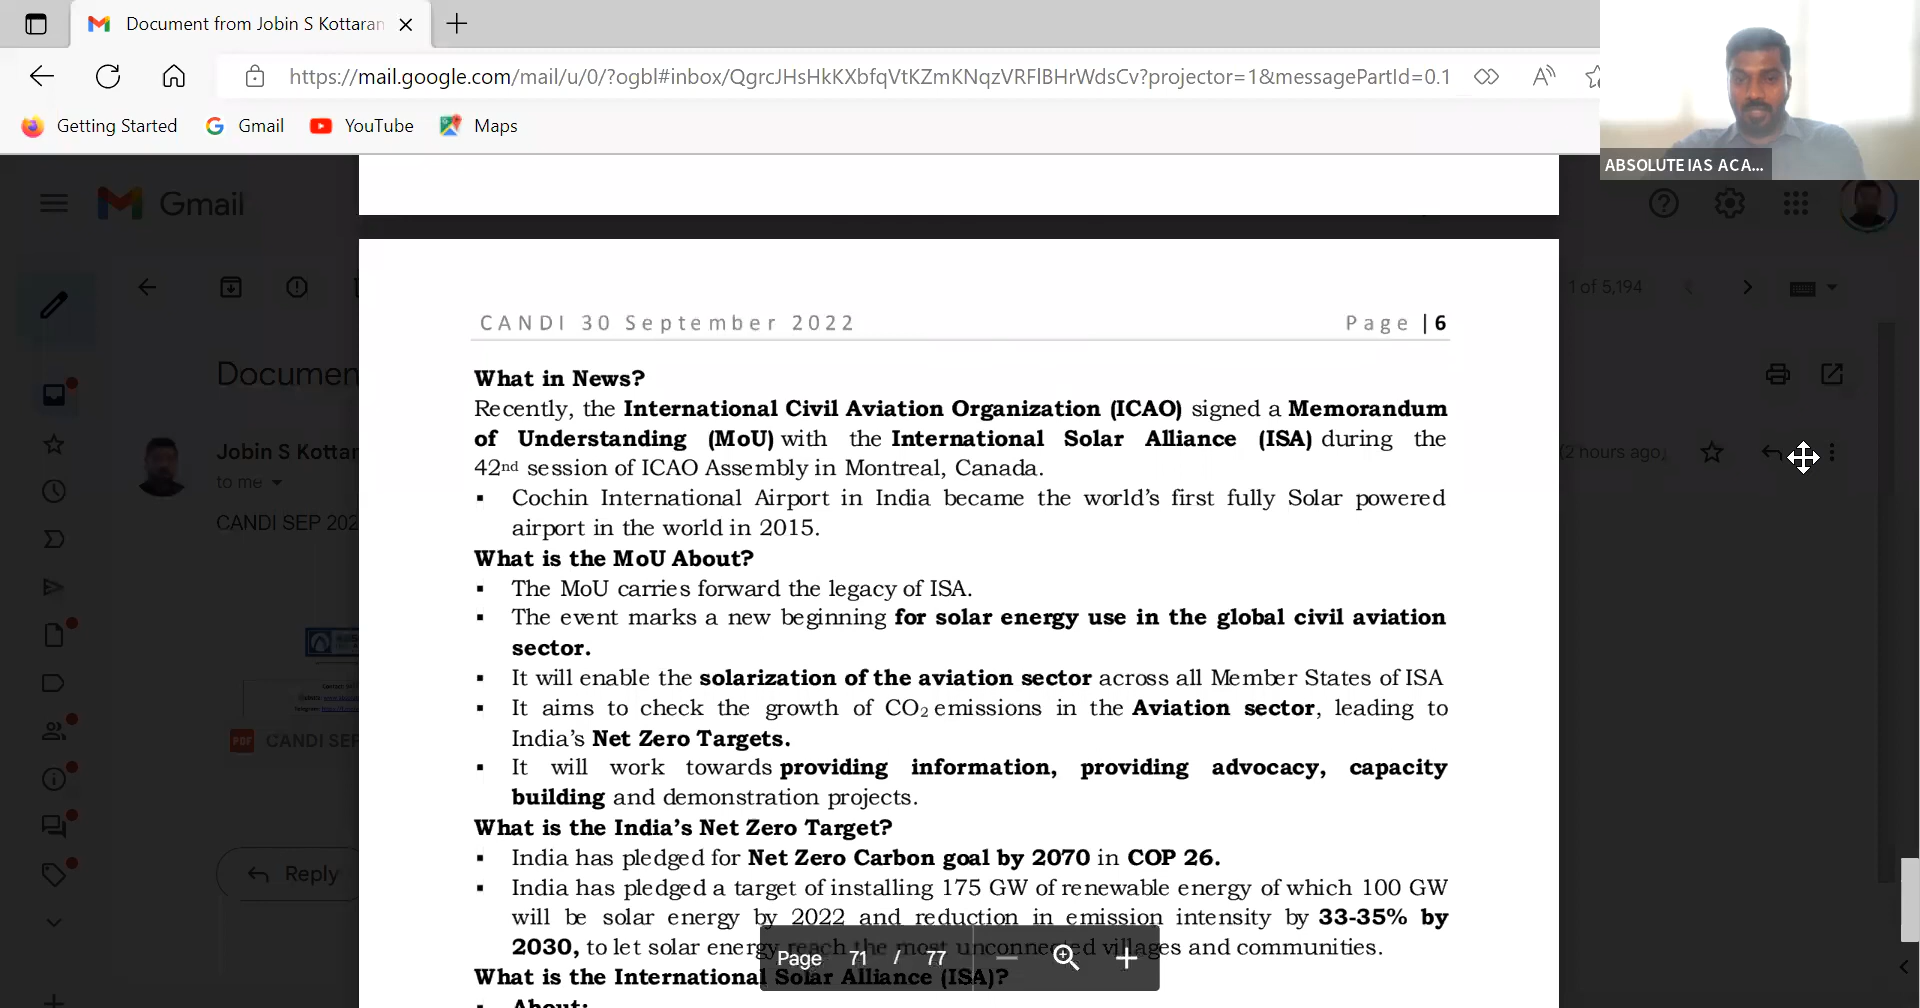 Document from Jobin S Kottaran
https://mail.google.com/mail/u/0/?ogbl#inbox/QgrcJHsHkKXbfqVtKZmKNqzVRFlBHrWdsCv?projector=1&messagePartId=0.1
Getting Started Gmail YouTube Maps
ABSOLUTE IAS ACA...
Gmail
1 of 5,194
CANDI 30 September 2022 Page | 6
Documen
What in News?
Recently, the International Civil Aviation Organization (ICAO) signed a Memorandum
of Understanding (MoU) with the International Solar Alliance (ISA) during the
Jobin S Kottar
(2 hours ago)
42nd session of ICAO Assembly in Montreal, Canada.
to me
▪ Cochin International Airport in India became the world's first fully Solar powered
airport in the world in 2015.
CANDI SEP 202
What is the MoU About?
▪ The MoU carries forward the legacy of ISA.
▪ The event marks a new beginning for solar energy use in the global civil aviation
sector.
▪ It will enable the solarization of the aviation sector across all Member States of ISA
▪ It aims to check the growth of CO₂ emissions in the Aviation sector, leading to
India's Net Zero Targets.
PDF CANDI SEP
▪ It will work towards providing information, providing advocacy, capacity
building and demonstration projects.
What is the India's Net Zero Target?
▪ India has pledged for Net Zero Carbon goal by 2070 in COP 26.
Reply
▪ India has pledged a target of installing 175 GW of renewable energy of which 100 GW
will be solar energy by 2022 and reduction in emission intensity by 33-35% by
2030, to let solar energy reach the most unconnected villages and communities.
Page 71 / 77
What is the International Solar Alliance (ISA)?
▪ About: